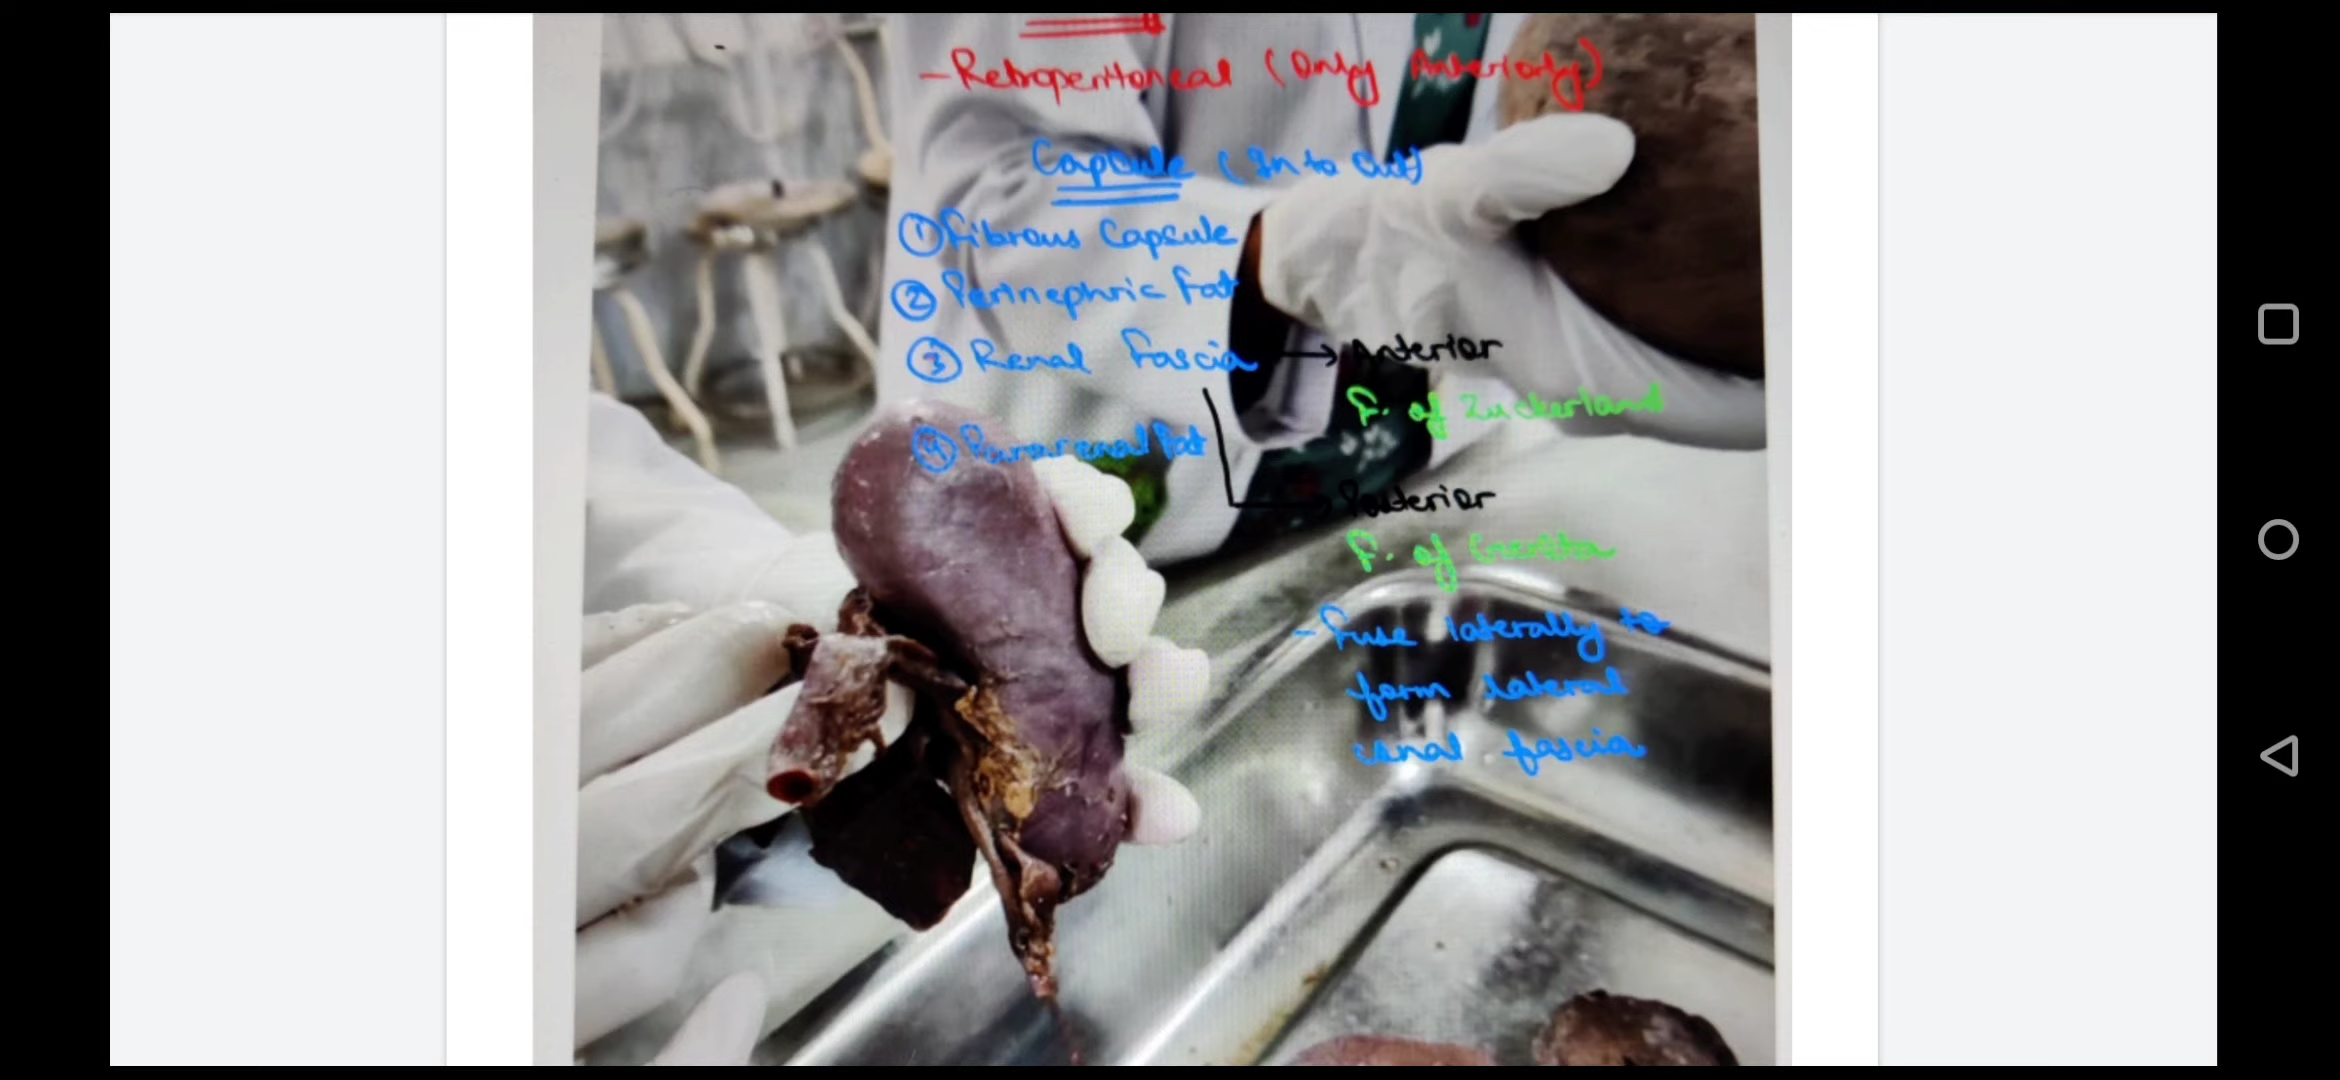 - Retroperitoneal (Only Anteriorly)
Capsule (In to Out)
① Fibrous Capsule
② Perinephric Fat
③ Renal Fascia → Anterior
F. of Zuckerland
④ Pararenal Fat
→ Posterior
F. of
- Fuse laterally to
form lateral
conal fascia